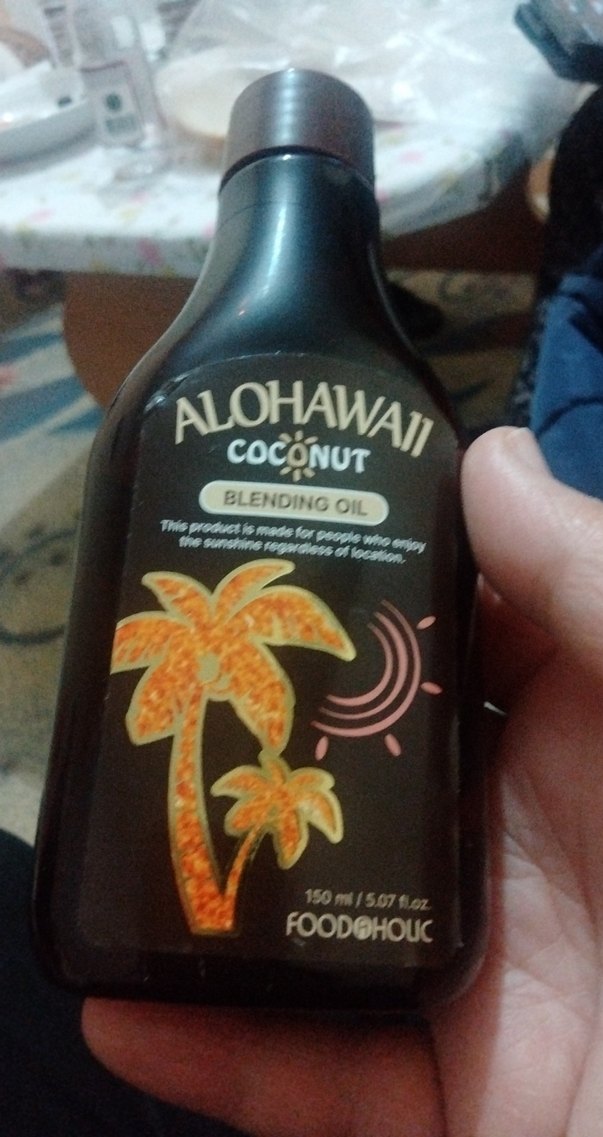 ALOHAWAII
COCONUT
BLENDING OIL
This product is made for people who enjoy
the sunshine regardless of location.
150 ml / 5.07 fl.oz.
FOODAHOLIC